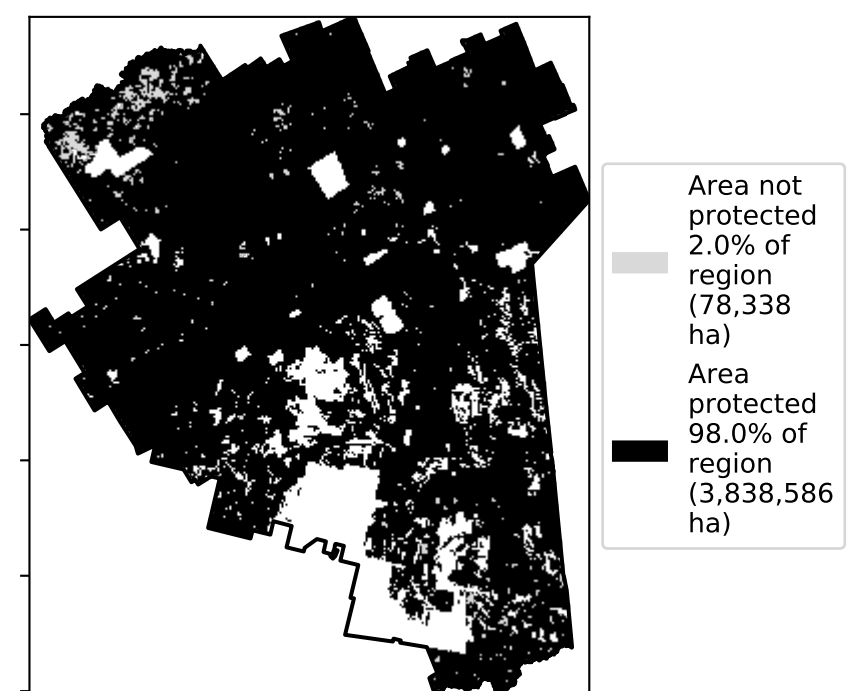 Area not
protected
2.0% of
region
(78,338
ha)
Area
protected
98.0% of
region
(3,838,586
ha)